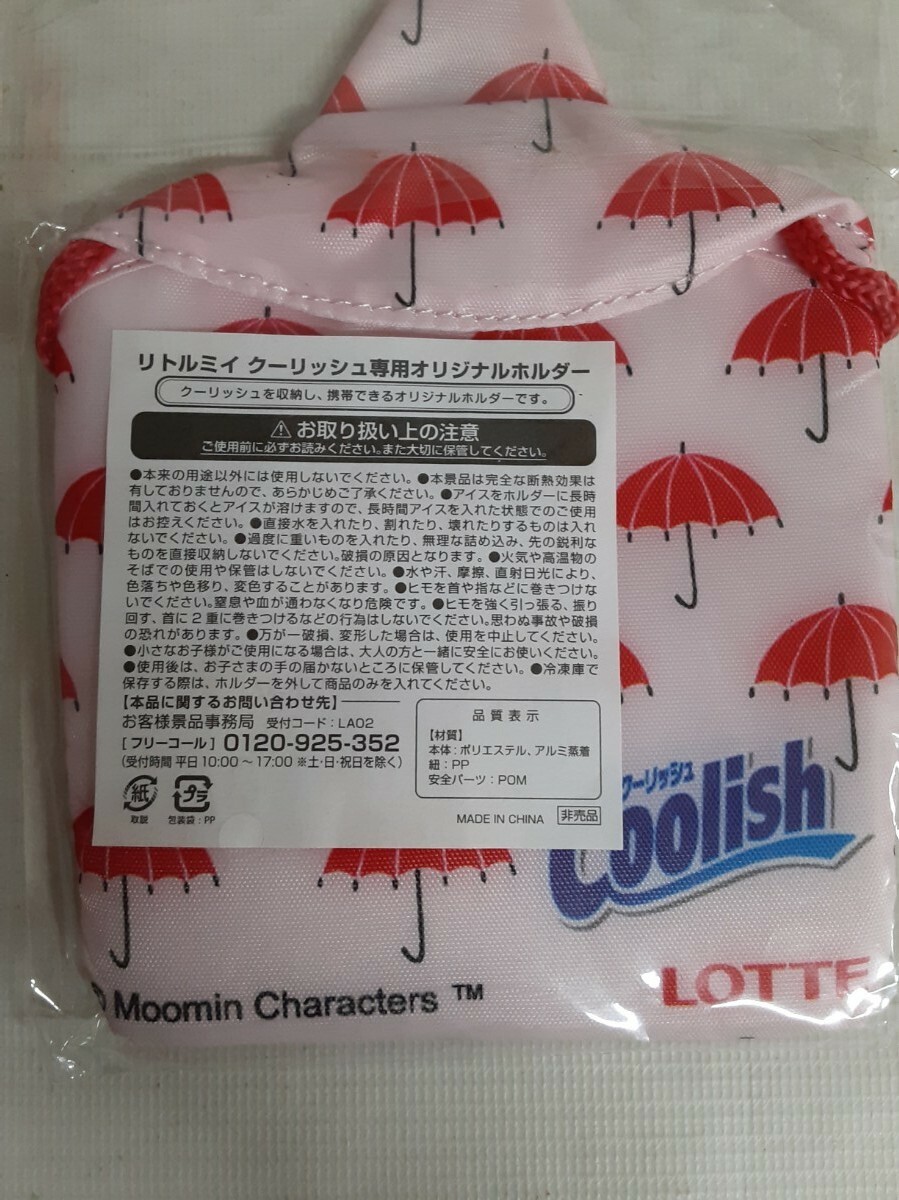 リトルミイ クーリッシュ専用オリジナルホルダー
クーリッシュを収納し、携帯できるオリジナルホルダーです。
⚠お取り扱い上の注意
ご使用前に必ずお読みください。また大切に保管してください。
●本来の用途以外には使用しないでください。●本景品は完全な断熱効果は
有しておりませんので、あらかじめご了承ください。●アイスをホルダーに長時
間入れておくとアイスが溶けますので、長時間アイスを入れた状態でのご使用
はお控えください。●直接水を入れたり、割れたり、壊れたりするものは入れ
ないでください。●過度に重いものを入れたり、無理な詰め込み、先の鋭利な
ものを直接収納しないでください。破損の原因となります。●火気や高温物の
そばでの使用や保管はしないでください。●水や汗、摩擦、直射日光により、
色落ちや色移り、変色することがあります。●ヒモを首や指などに巻きつけな
いでください。窒息や血が通わなくなり危険です。●ヒモを強く引っ張る、振り
回す、首に2重に巻きつけるなどの行為はしないでください。思わぬ事故や破損
の恐れがあります。●万が一破損、変形した場合は、使用を中止してください。
●小さなお子様がご使用になる場合は、大人の方と一緒に安全にお使いください。
●使用後は、お子さまの手の届かないところに保管してください。●冷凍庫で
保存する際は、ホルダーを外して商品のみを入れてください。
【本品に関するお問い合わせ先】
お客様景品事務局 受付コード:LA02
[フリーコール] 0120-925-352
(受付時間 平日10:00〜17:00 ※土・日・祝日を除く)
品質表示
【材質】
本体:ポリエステル、アルミ蒸着
紐:PP
安全パーツ:POM
紙
取説
プラ
包装袋:PP
MADE IN CHINA
非売品
クーリッシュ
Coolish
© Moomin Characters ™
LOTTE